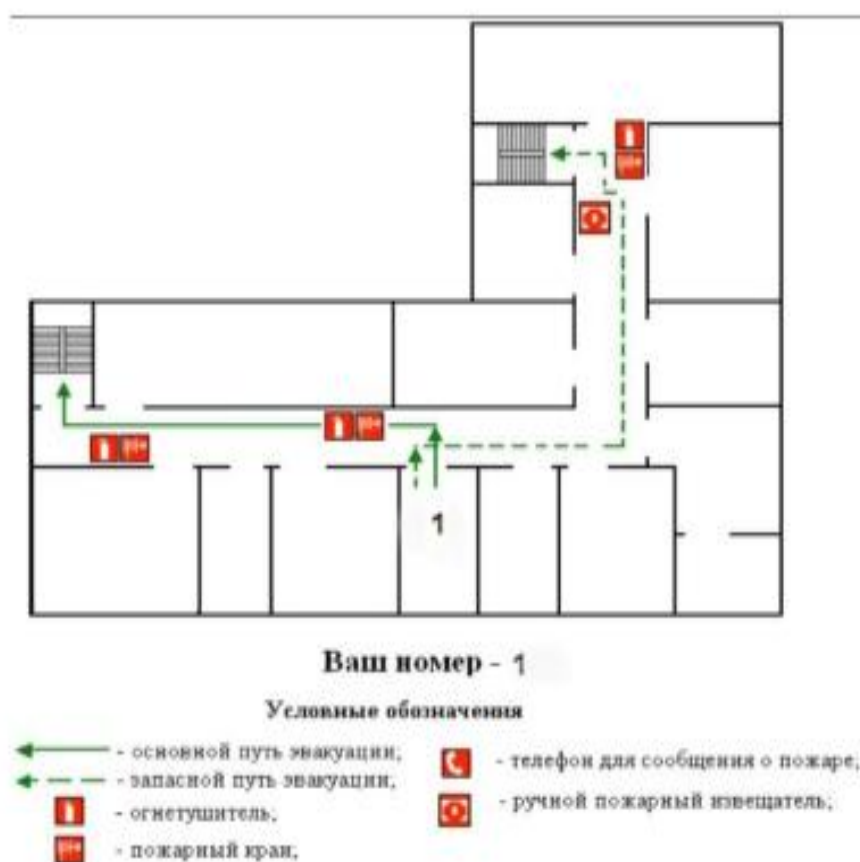 1
Ваш номер - 1
Условные обозначения
- основной путь эвакуации;
- запасной путь эвакуации;
- огнетушитель;
- пожарный кран;
- телефон для сообщения о пожаре;
- ручной пожарный извещатель;